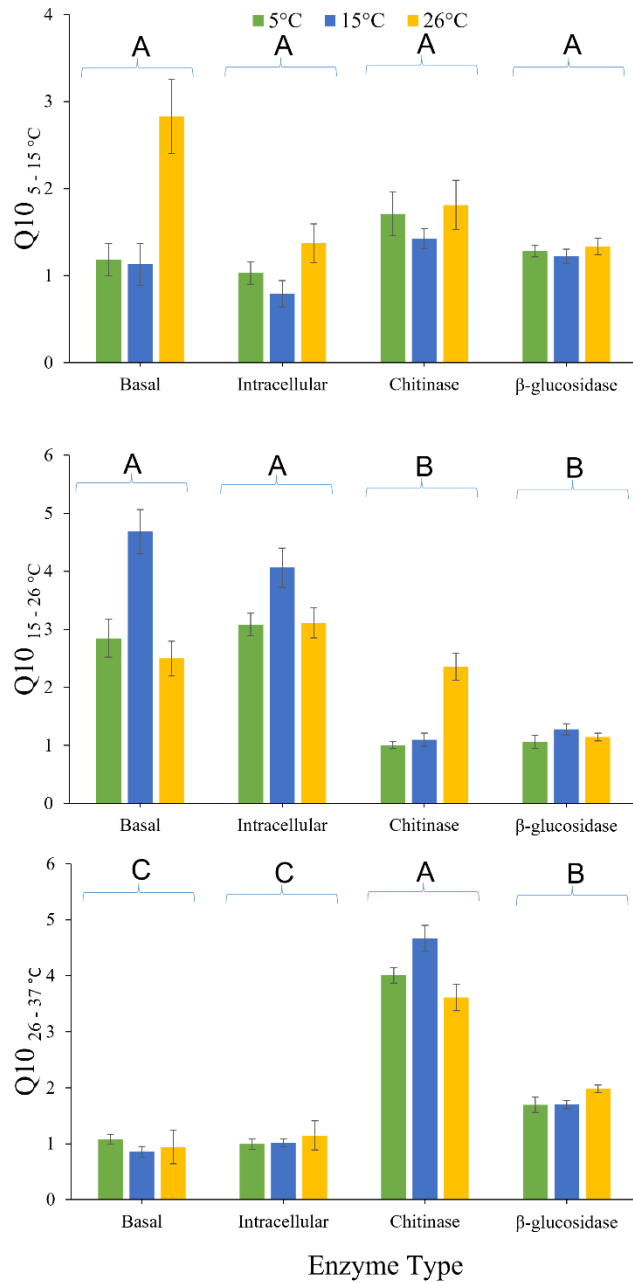 5°C 15°C 26°C
4
3
2
1
0
Q10 5 - 15 °C
A A A A
Basal Intracellular Chitinase β-glucosidase
6
5
4
3
2
1
0
Q10 15 - 26 °C
A A B B
Basal Intracellular Chitinase β-glucosidase
6
5
4
3
2
1
0
Q10 26 - 37 °C
C C A B
Basal Intracellular Chitinase β-glucosidase
Enzyme Type